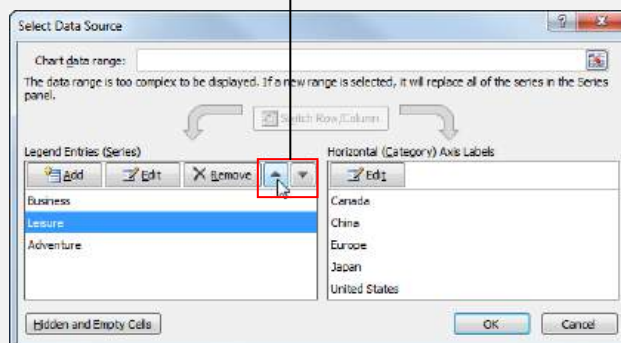 Select Data Source
Chart data range:
The data range is too complex to be displayed. If a new range is selected, it will replace all of the series in the Series
panel.
Switch Row/Column
Legend Entries (Series)
Horizontal (Category) Axis Labels
Add Edit Remove
Edit
Business
Canada
Leisure
China
Adventure
Europe
Japan
United States
Hidden and Empty Cells
OK Cancel